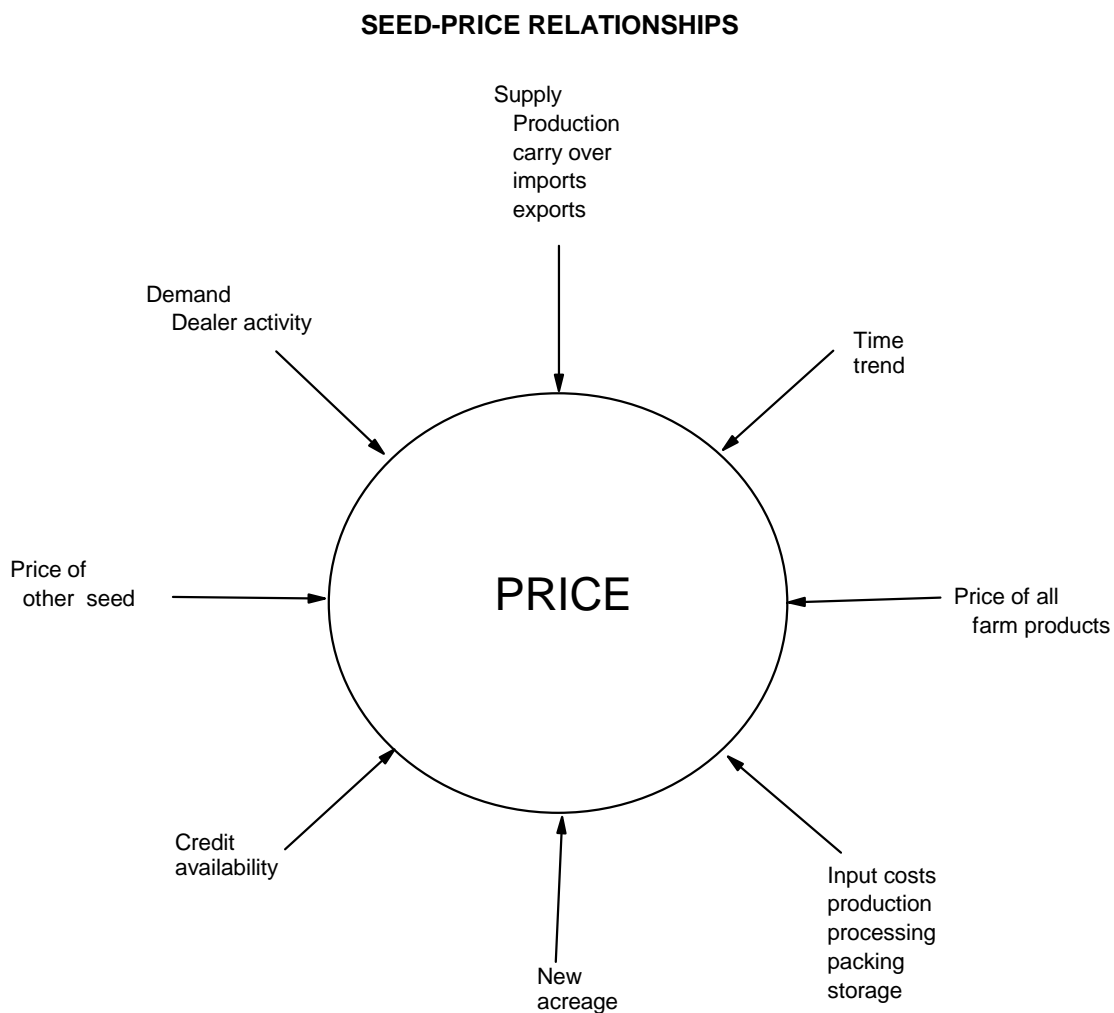 SEED-PRICE RELATIONSHIPS
Supply
Production
carry over
imports
exports
Demand
Dealer activity
Time
trend
PRICE
Price of
other seed
Price of all
farm products
Credit
availability
Input costs
production
processing
packing
storage
New
acreage